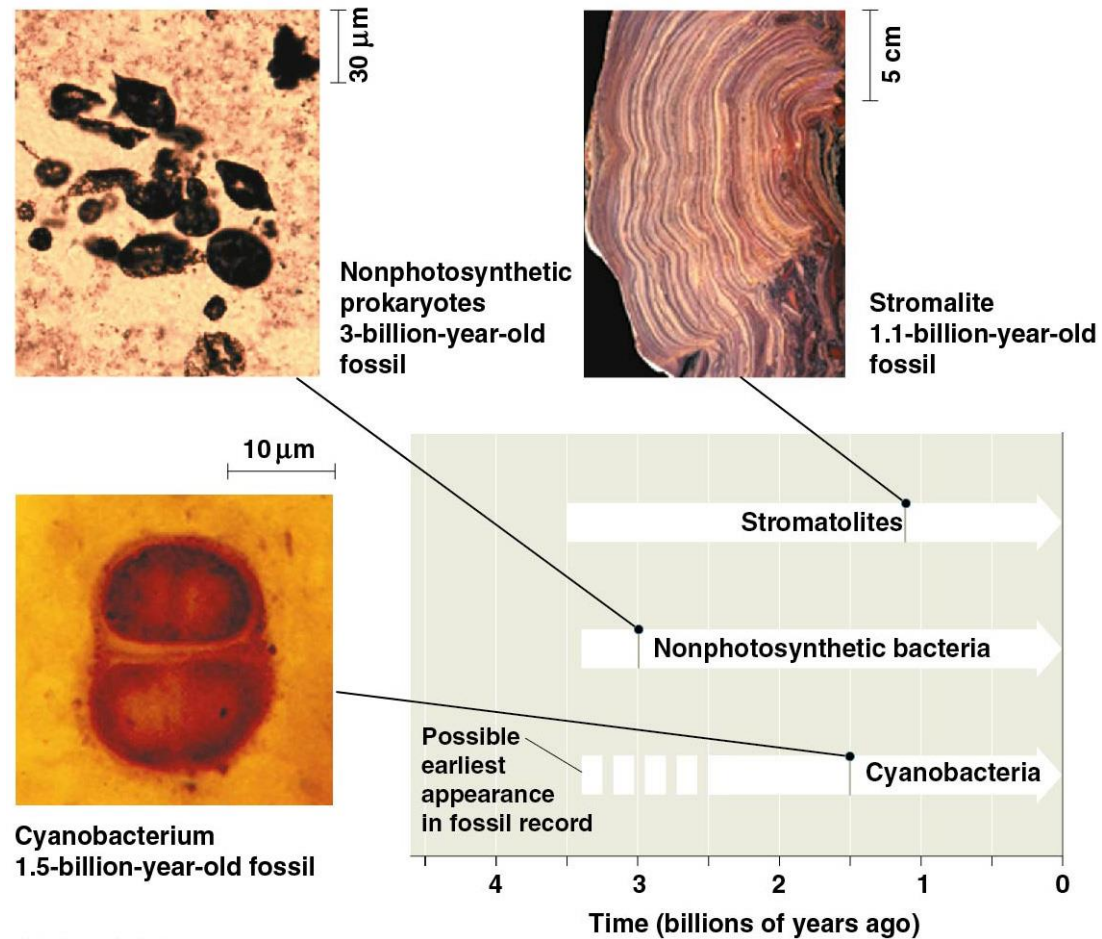 30 µm
5 cm
Nonphotosynthetic
prokaryotes
3-billion-year-old
fossil
Stromalite
1.1-billion-year-old
fossil
10 µm
Cyanobacterium
1.5-billion-year-old fossil
Stromatolites
Nonphotosynthetic bacteria
Possible
earliest
appearance
in fossil record
Cyanobacteria
4 3 2 1 0
Time (billions of years ago)